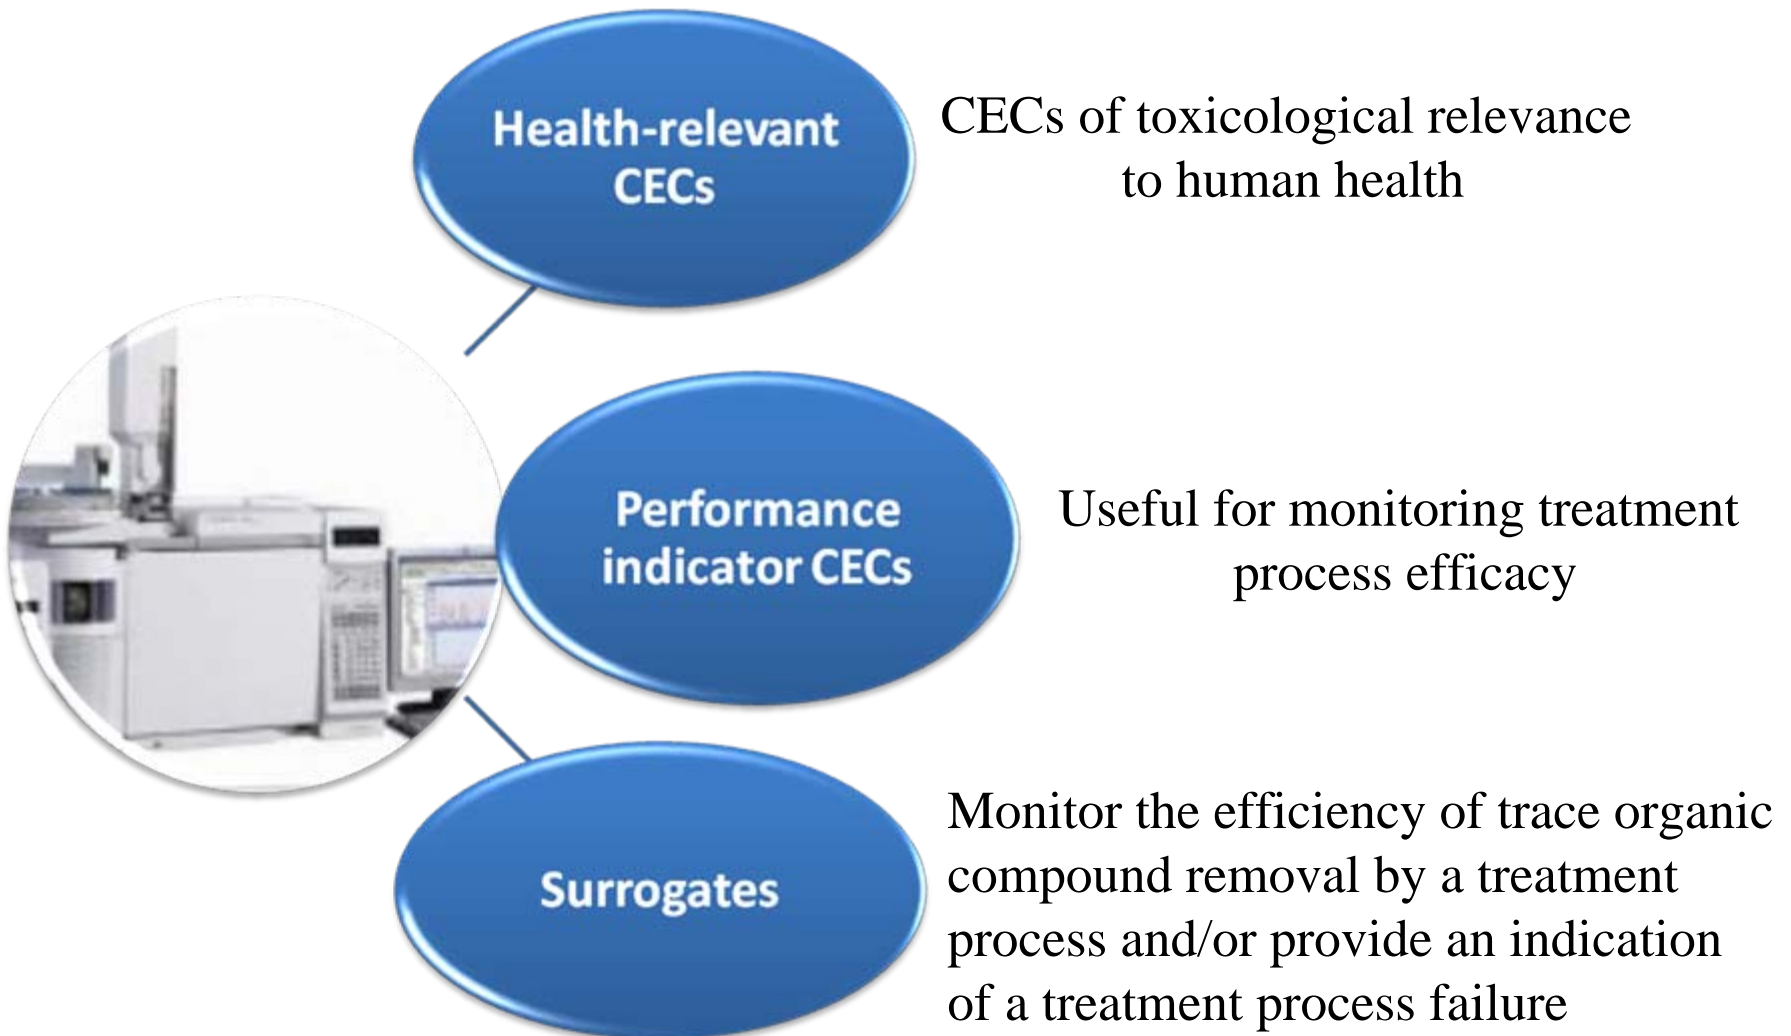 Health-relevant
CECs
CECs of toxicological relevance
to human health
Performance
indicator CECs
Useful for monitoring treatment
process efficacy
Surrogates
Monitor the efficiency of trace organic
compound removal by a treatment
process and/or provide an indication
of a treatment process failure